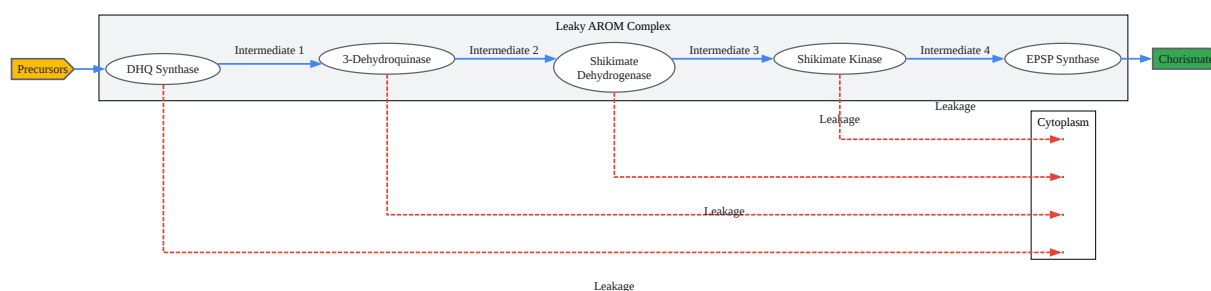 Leaky AROM Complex
Precursors
DHQ Synthase
Intermediate 1
3-Dehydroquinase
Intermediate 2
Shikimate
Dehydrogenase
Intermediate 3
Shikimate Kinase
Intermediate 4
EPSP Synthase
Chorismate
Leakage
Leakage
Cytoplasm
Leakage
Leakage